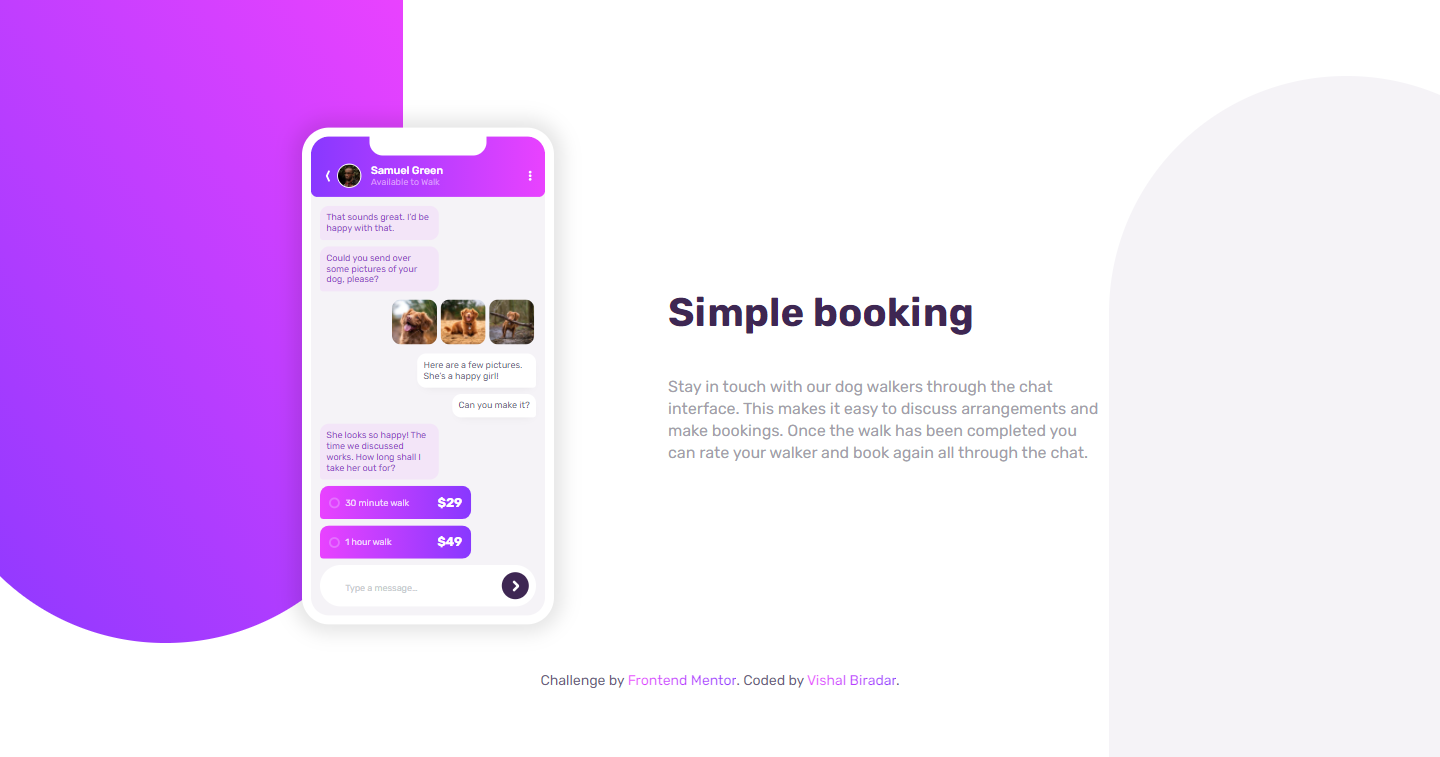 Samuel Green
Available to Walk
That sounds great. I'd be
happy with that.
Could you send over
some pictures of your
dog, please?
Here are a few pictures.
She's a happy girl!
Can you make it?
She looks so happy! The
time we discussed
works. How long shall I
take her out for?
30 minute walk $29
1 hour walk $49
Type a message…
Simple booking
Stay in touch with our dog walkers through the chat
interface. This makes it easy to discuss arrangements and
make bookings. Once the walk has been completed you
can rate your walker and book again all through the chat.
Challenge by Frontend Mentor. Coded by Vishal Biradar.